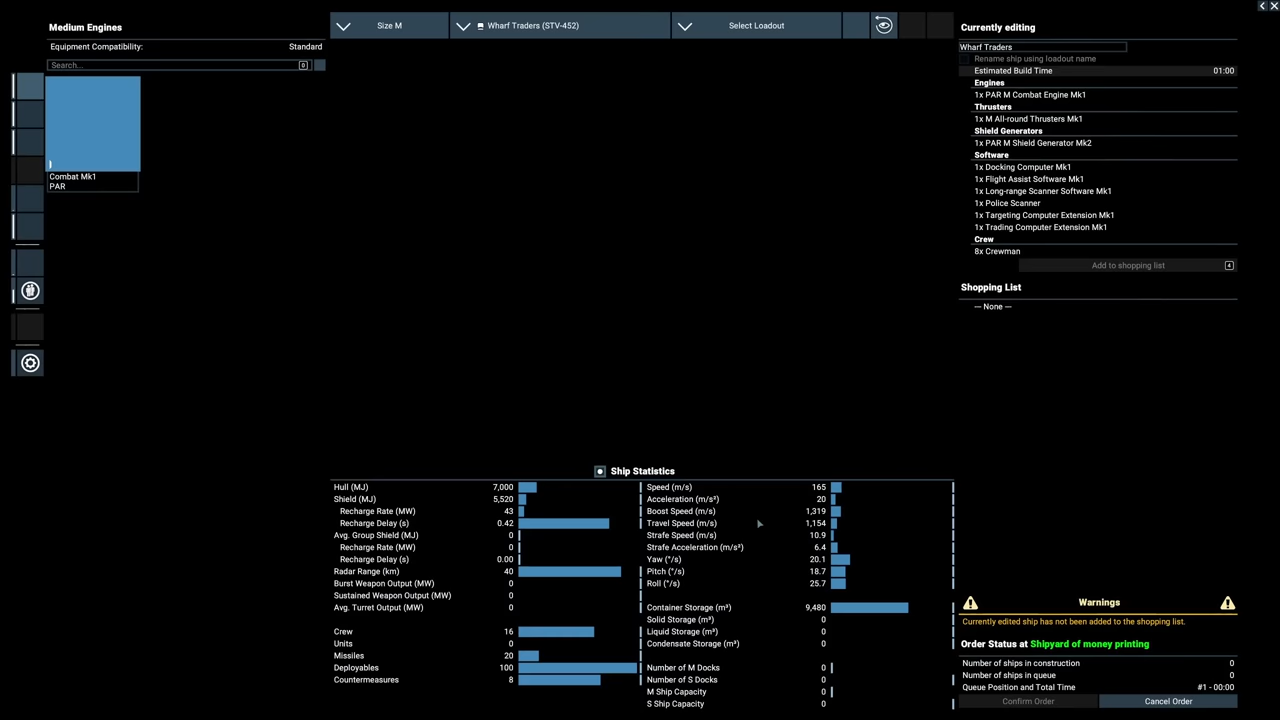 Medium Engines
Equipment Compatibility: Standard
Search...
Combat Mk1
PAR
Size M
Wharf Traders (STV-452)
Select Loadout
Ship Statistics
Hull (MJ) 7,000
Shield (MJ) 5,520
Recharge Rate (MW) 43
Recharge Delay (s) 0.42
Avg. Group Shield (MJ) 0
Recharge Rate (MW) 0
Recharge Delay (s) 0.00
Radar Range (km) 40
Burst Weapon Output (MW) 0
Sustained Weapon Output (MW) 0
Avg. Turret Output (MW) 0
Crew 16
Units 0
Missiles 20
Deployables 100
Countermeasures 8
Speed (m/s) 165
Acceleration (m/s²) 20
Boost Speed (m/s) 1,319
Travel Speed (m/s) 1,154
Strafe Speed (m/s) 10.9
Strafe Acceleration (m/s²) 6.4
Yaw (°/s) 20.1
Pitch (°/s) 18.7
Roll (°/s) 25.7
Container Storage (m³) 9,480
Solid Storage (m³) 0
Liquid Storage (m³) 0
Condensate Storage (m³) 0
Number of M Docks 0
Number of S Docks 0
M Ship Capacity 0
S Ship Capacity 0
Currently editing
Wharf Traders
Rename ship using loadout name
Estimated Build Time 01:00
Engines
1x PAR M Combat Engine Mk1
Thrusters
1x M All-round Thrusters Mk1
Shield Generators
1x PAR M Shield Generator Mk2
Software
1x Docking Computer Mk1
1x Flight Assist Software Mk1
1x Long-range Scanner Software Mk1
1x Police Scanner
1x Targeting Computer Extension Mk1
1x Trading Computer Extension Mk1
Crew
8x Crewman
Add to shopping list 4
Shopping List
— None —
Warnings
Currently edited ship has not been added to the shopping list.
Order Status at Shipyard of money printing
Number of ships in construction 0
Number of ships in queue 0
Queue Position and Total Time #1 - 00:00
Confirm Order
Cancel Order